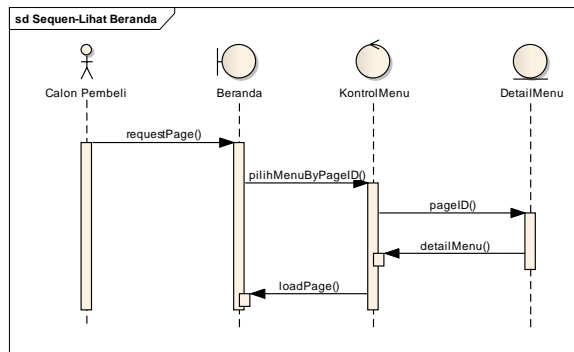 sd Sequen-Lihat Beranda
Calon Pembeli
Beranda
KontrolMenu
DetailMenu
requestPage()
pilihMenuByPageID()
pageID()
detailMenu()
loadPage()